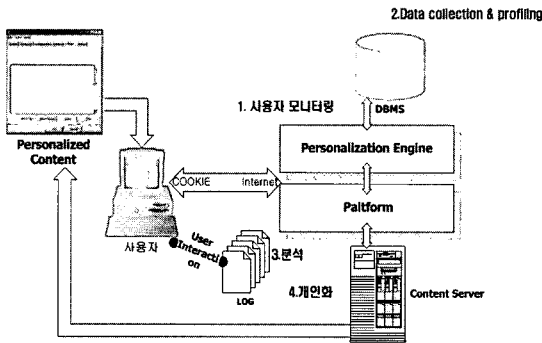 2.Data collection & profiling
1. 사용자 모니터링
DBMS
Personalized
Content
Personalization Engine
COOKIE
Internet
Paltform
사용자
User
Interacti
on
3.분석
LOG
4.개인화
Content Server